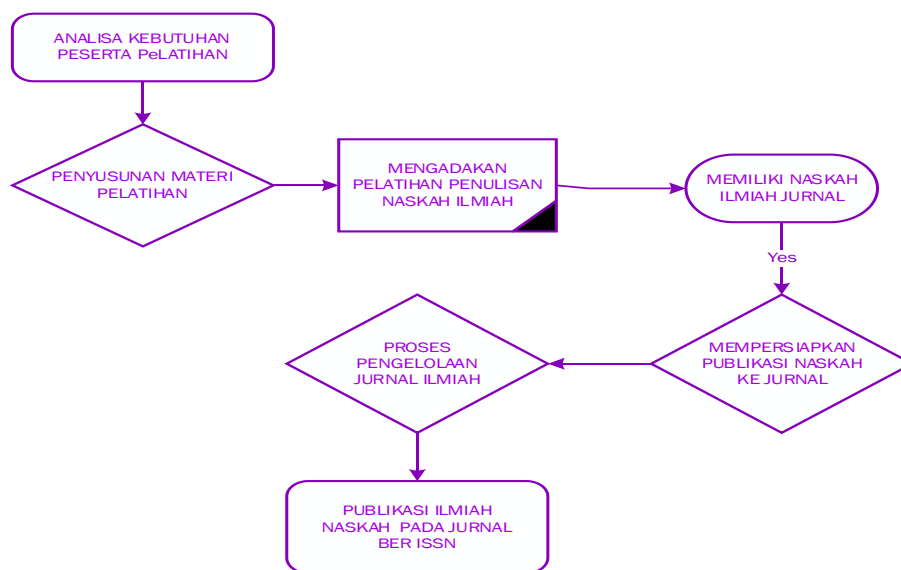 ANALISA KEBUTUHAN
PESERTA PeLATIHAN
PENYUSUNAN MATERI
PELATIHAN
MENGADAKAN
PELATIHAN PENULISAN
NASKAH ILMIAH
MEMILIKI NASKAH
ILMIAH JURNAL
Yes
MEMPERSIAPKAN
PUBLIKASI NASKAH
KE JURNAL
PROSES
PENGELOLAAN
JURNAL ILMIAH
PUBLIKASI ILMIAH
NASKAH PADA JURNAL
BER ISSN